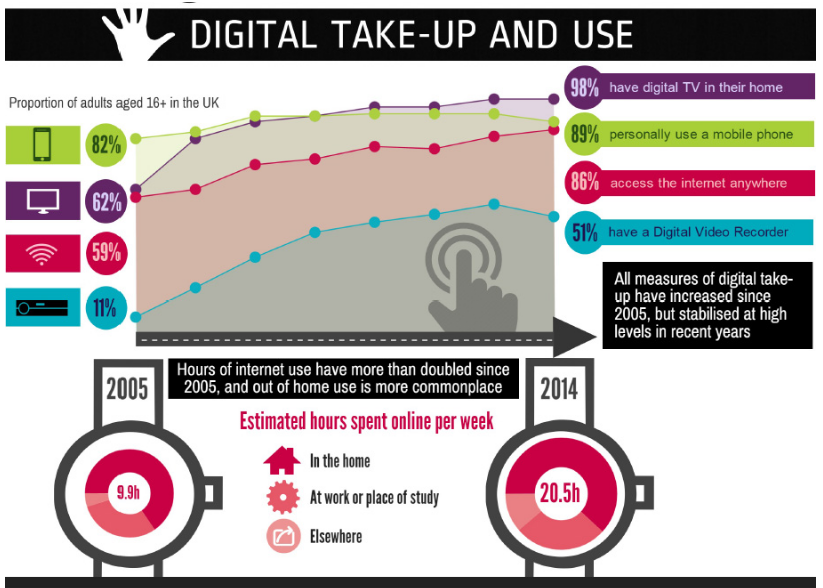 DIGITAL TAKE-UP AND USE
Proportion of adults aged 16+ in the UK
82%
62%
59%
11%
98% have digital TV in their home
89% personally use a mobile phone
86% access the internet anywhere
51% have a Digital Video Recorder
All measures of digital take-
up have increased since
2005, but stabilised at high
levels in recent years
Hours of internet use have more than doubled since
2005, and out of home use is more commonplace
2005
9.9h
Estimated hours spent online per week
In the home
At work or place of study
Elsewhere
2014
20.5h